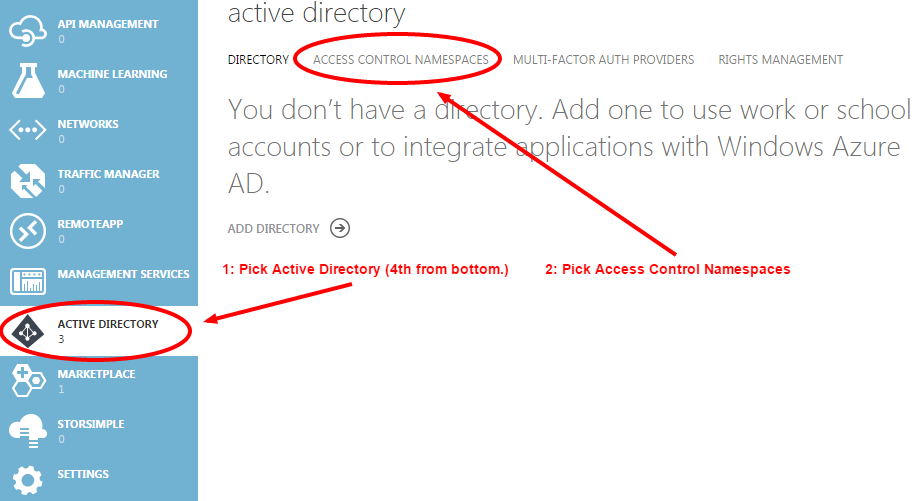 API MANAGEMENT
0
MACHINE LEARNING
0
NETWORKS
0
TRAFFIC MANAGER
0
REMOTEAPP
0
MANAGEMENT SERVICES
ACTIVE DIRECTORY
3
MARKETPLACE
1
STORSIMPLE
0
SETTINGS
active directory
DIRECTORY ACCESS CONTROL NAMESPACES MULTI-FACTOR AUTH PROVIDERS RIGHTS MANAGEMENT
You don't have a directory. Add one to use work or school
accounts or to integrate applications with Windows Azure
AD.
ADD DIRECTORY
1: Pick Active Directory (4th from bottom.)
2: Pick Access Control Namespaces